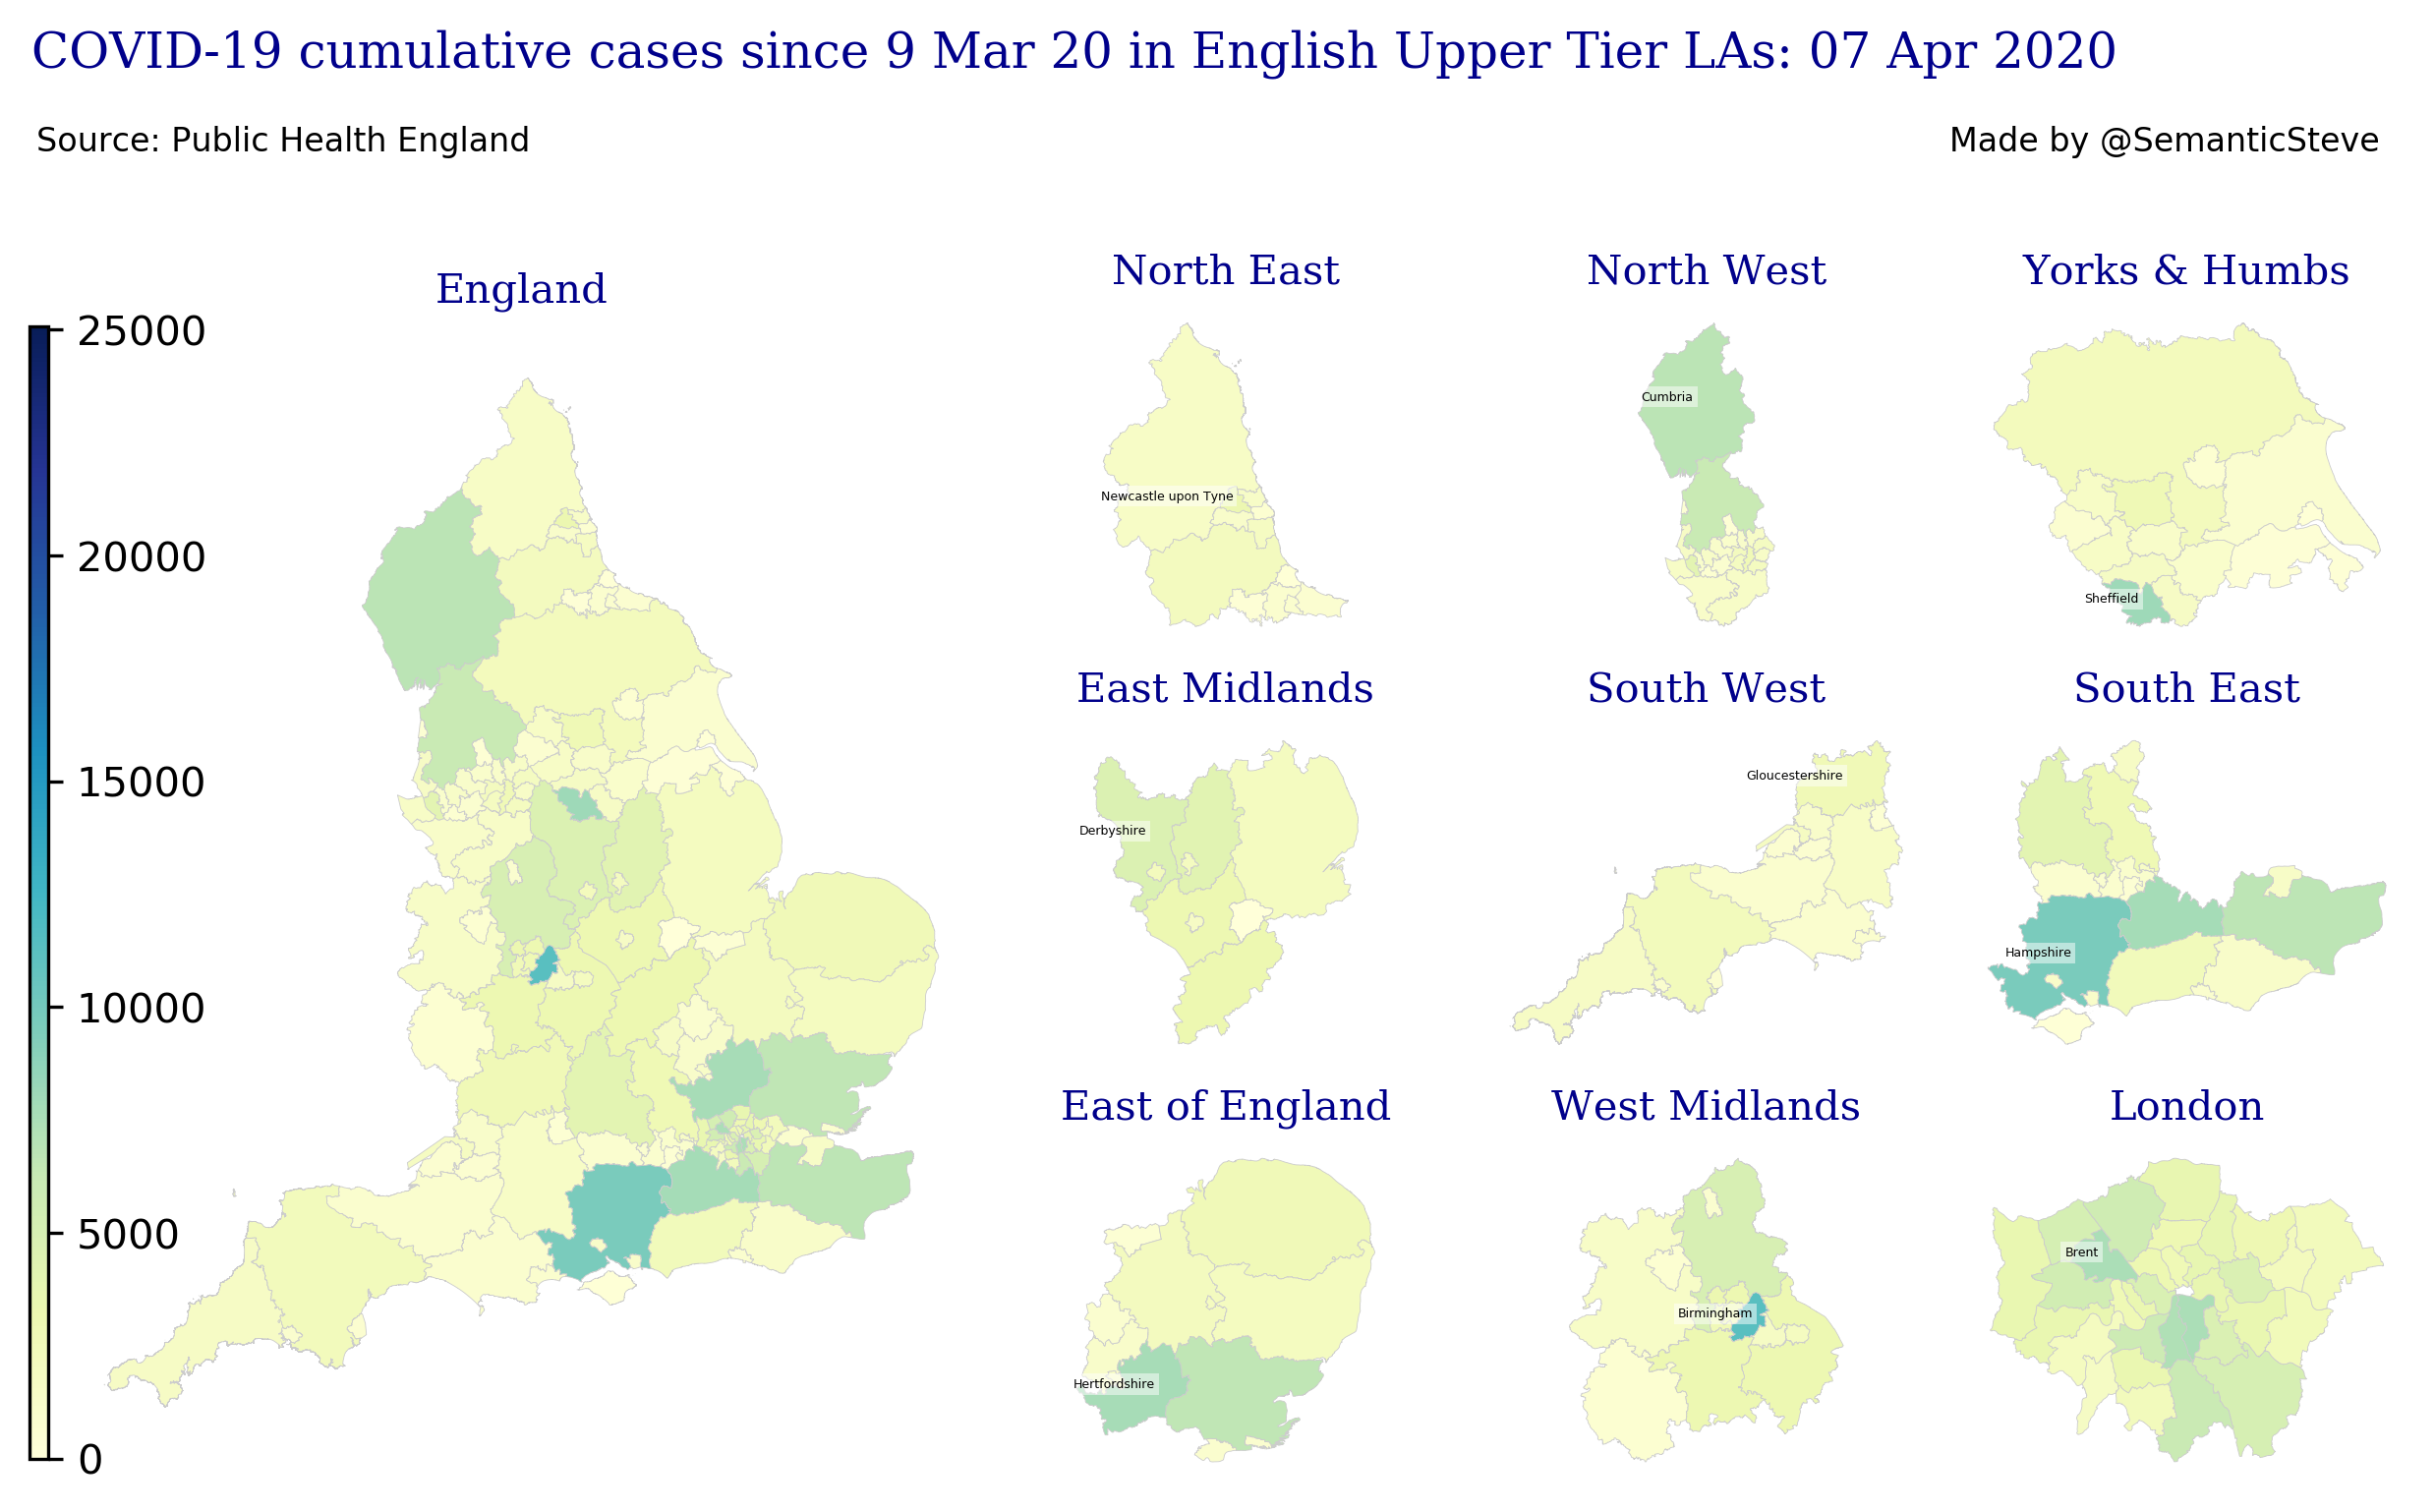 COVID-19 cumulative cases since 9 Mar 20 in English Upper Tier LAs: 07 Apr 2020
Source: Public Health England
Made by @SemanticSteve
England
25000
20000
15000
10000
5000
0
North East
Newcastle upon Tyne
North West
Cumbria
Yorks & Humbs
Sheffield
East Midlands
Derbyshire
South West
Gloucestershire
South East
Hampshire
East of England
Hertfordshire
West Midlands
Birmingham
London
Brent